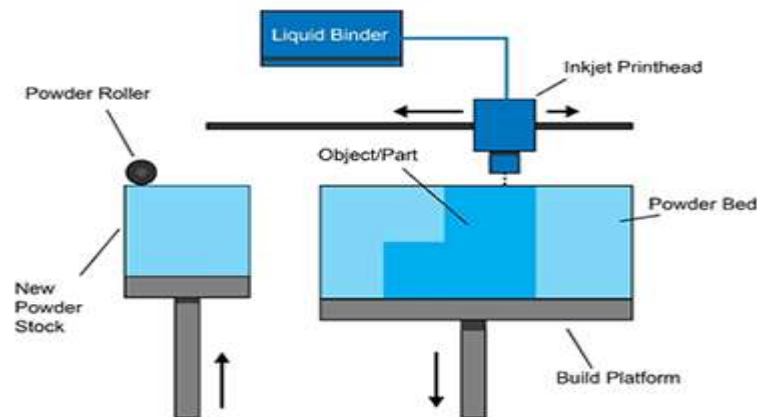 Liquid Binder
Inkjet Printhead
Powder Roller
Object/Part
Powder Bed
New
Powder
Stock
Build Platform